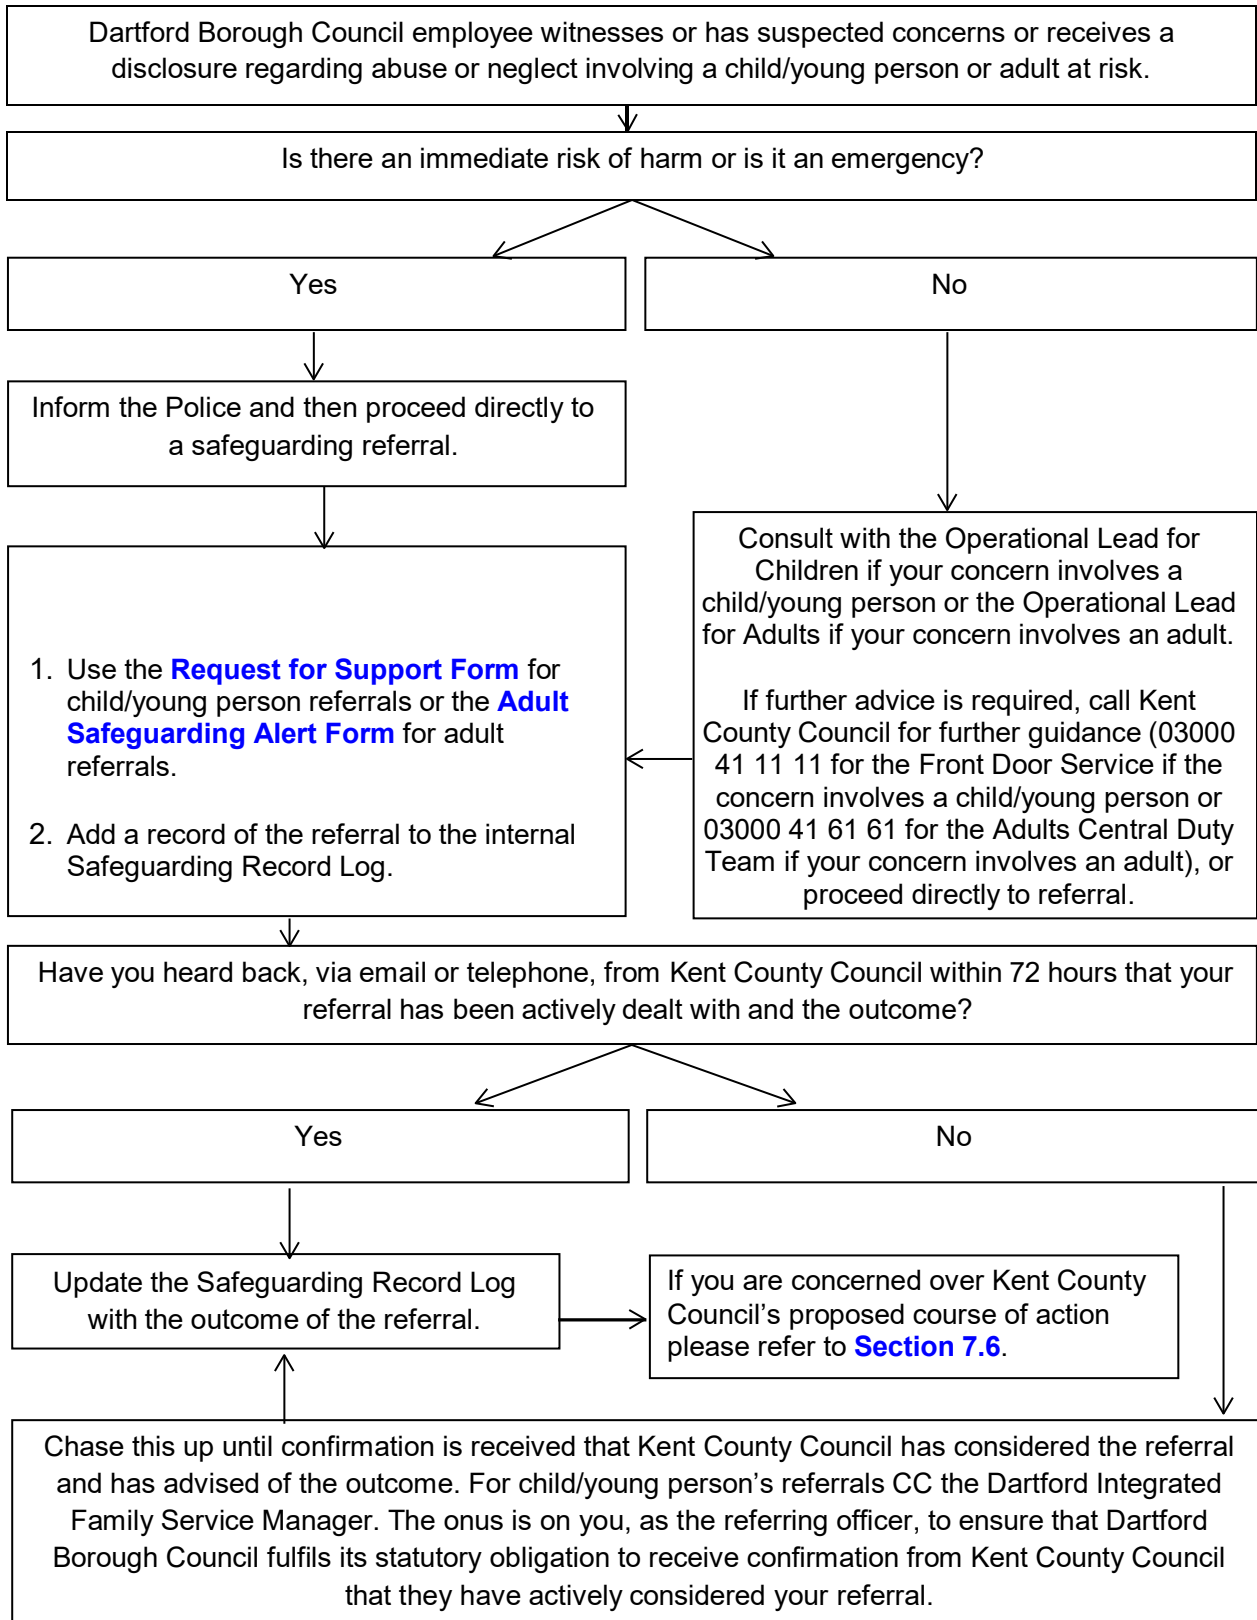 Dartford Borough Council employee witnesses or has suspected concerns or receives a
disclosure regarding abuse or neglect involving a child/young person or adult at risk.
Is there an immediate risk of harm or is it an emergency?
Yes
No
Inform the Police and then proceed directly to
a safeguarding referral.
Consult with the Operational Lead for
Children if your concern involves a
child/young person or the Operational Lead
for Adults if your concern involves an adult.
If further advice is required, call Kent
County Council for further guidance (03000
41 11 11 for the Front Door Service if the
concern involves a child/young person or
03000 41 61 61 for the Adults Central Duty
Team if your concern involves an adult), or
proceed directly to referral.
1. Use the Request for Support Form for
child/young person referrals or the Adult
Safeguarding Alert Form for adult
referrals.
2. Add a record of the referral to the internal
Safeguarding Record Log.
Have you heard back, via email or telephone, from Kent County Council within 72 hours that your
referral has been actively dealt with and the outcome?
Yes
No
Update the Safeguarding Record Log
with the outcome of the referral.
If you are concerned over Kent County
Council’s proposed course of action
please refer to Section 7.6.
Chase this up until confirmation is received that Kent County Council has considered the referral
and has advised of the outcome. For child/young person’s referrals CC the Dartford Integrated
Family Service Manager. The onus is on you, as the referring officer, to ensure that Dartford
Borough Council fulfils its statutory obligation to receive confirmation from Kent County Council
that they have actively considered your referral.